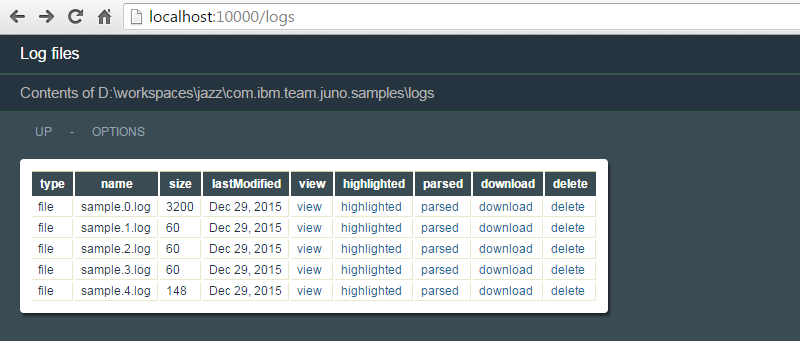 localhost:10000/logs
Log files
Contents of D:\workspaces\jazz\com.ibm.team.juno.samples\logs
UP - OPTIONS
type name size lastModified view highlighted parsed download delete
file sample.0.log 3200 Dec 29, 2015 view highlighted parsed download delete
file sample.1.log 60 Dec 29, 2015 view highlighted parsed download delete
file sample.2.log 60 Dec 29, 2015 view highlighted parsed download delete
file sample.3.log 60 Dec 29, 2015 view highlighted parsed download delete
file sample.4.log 148 Dec 29, 2015 view highlighted parsed download delete